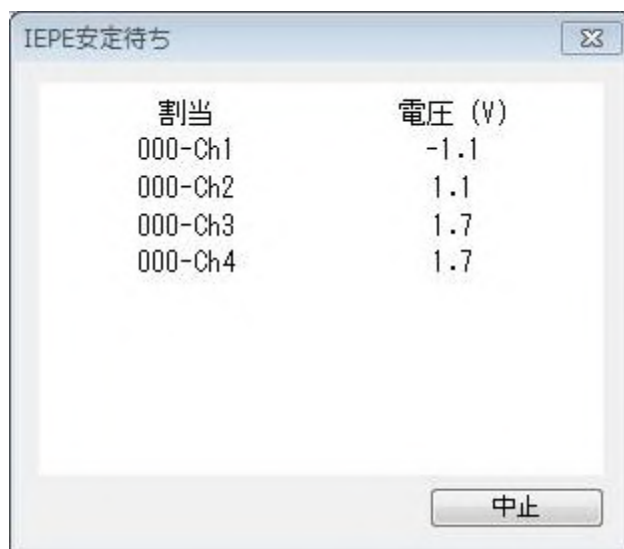 IEPE安定待ち
割当 電圧 (V)
000-Ch1 -1.1
000-Ch2 1.1
000-Ch3 1.7
000-Ch4 1.7
中止